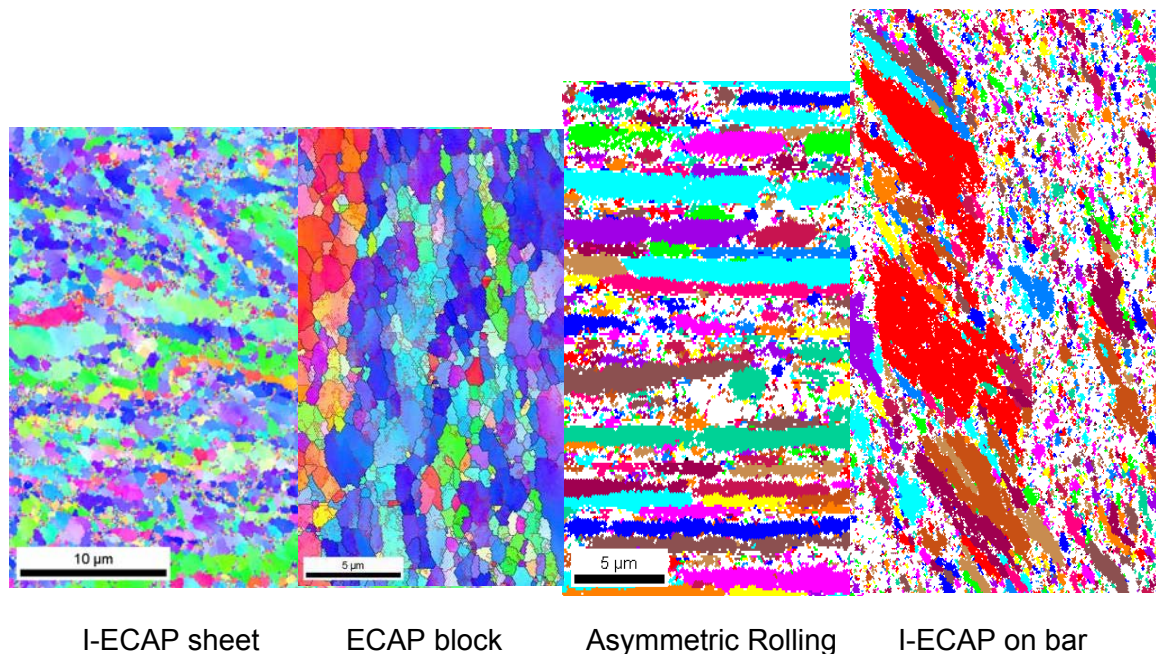 10 µm
5 µm
5 µm
I-ECAP sheet
ECAP block
Asymmetric Rolling
I-ECAP on bar